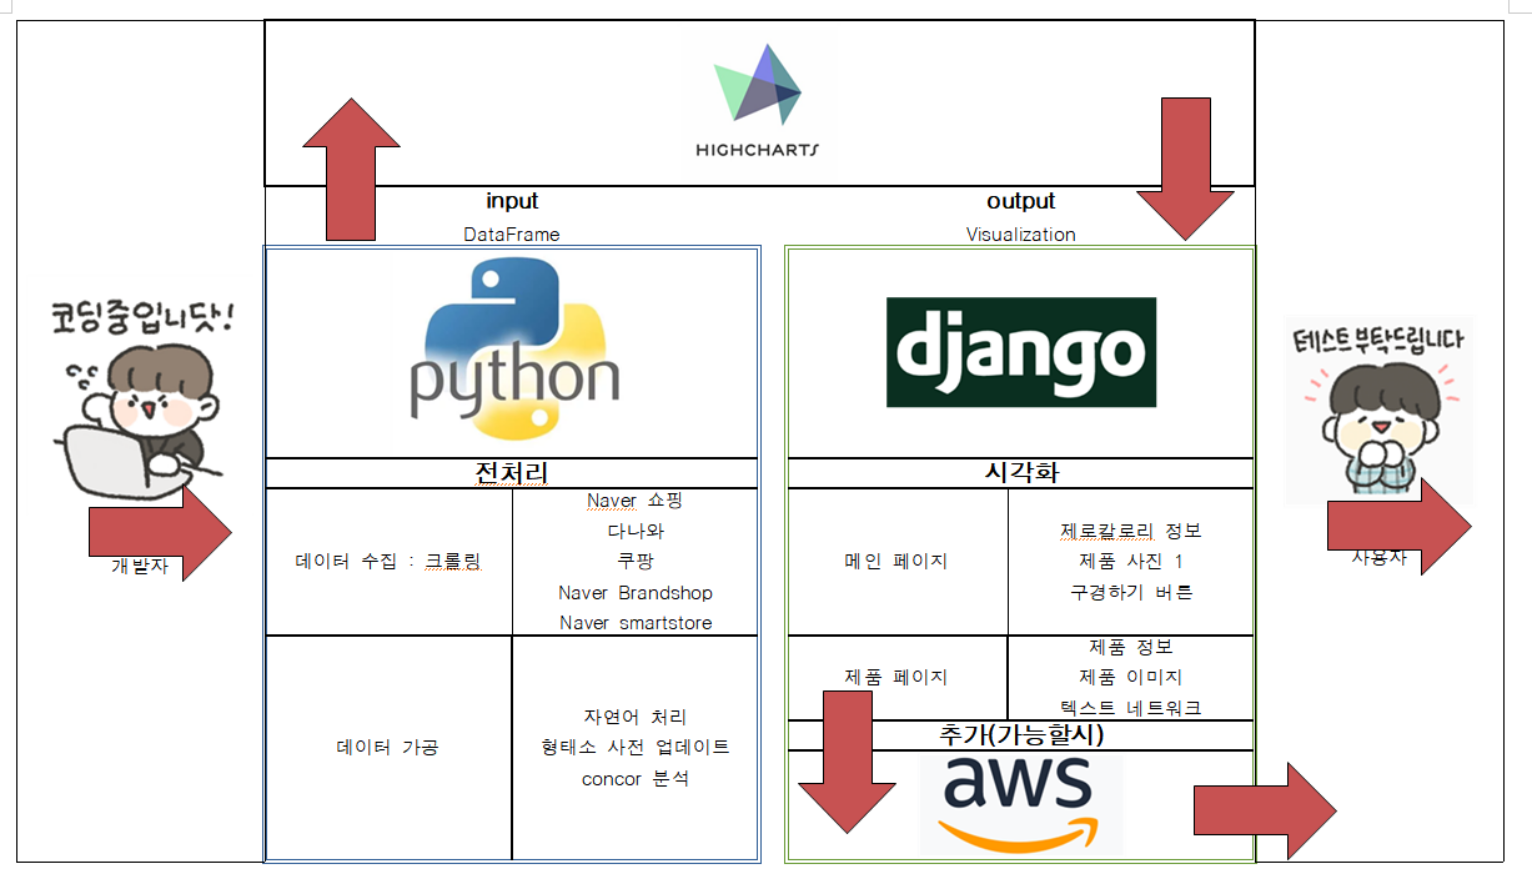 HIGHCHARTS
input
DataFrame
output
Visualization
코딩중입니닷!
개발자
python
전처리
데이터 수집 : 크롤링
Naver 쇼핑
다나와
쿠팡
Naver Brandshop
Naver smartstore
데이터 가공
자연어 처리
형태소 사전 업데이트
concor 분석
django
시각화
메인 페이지
제로칼로리 정보
제품 사진 1
구경하기 버튼
제품 페이지
제품 정보
제품 이미지
텍스트 네트워크
추가(가능할시)
aws
테스트부탁드립니다
사용자